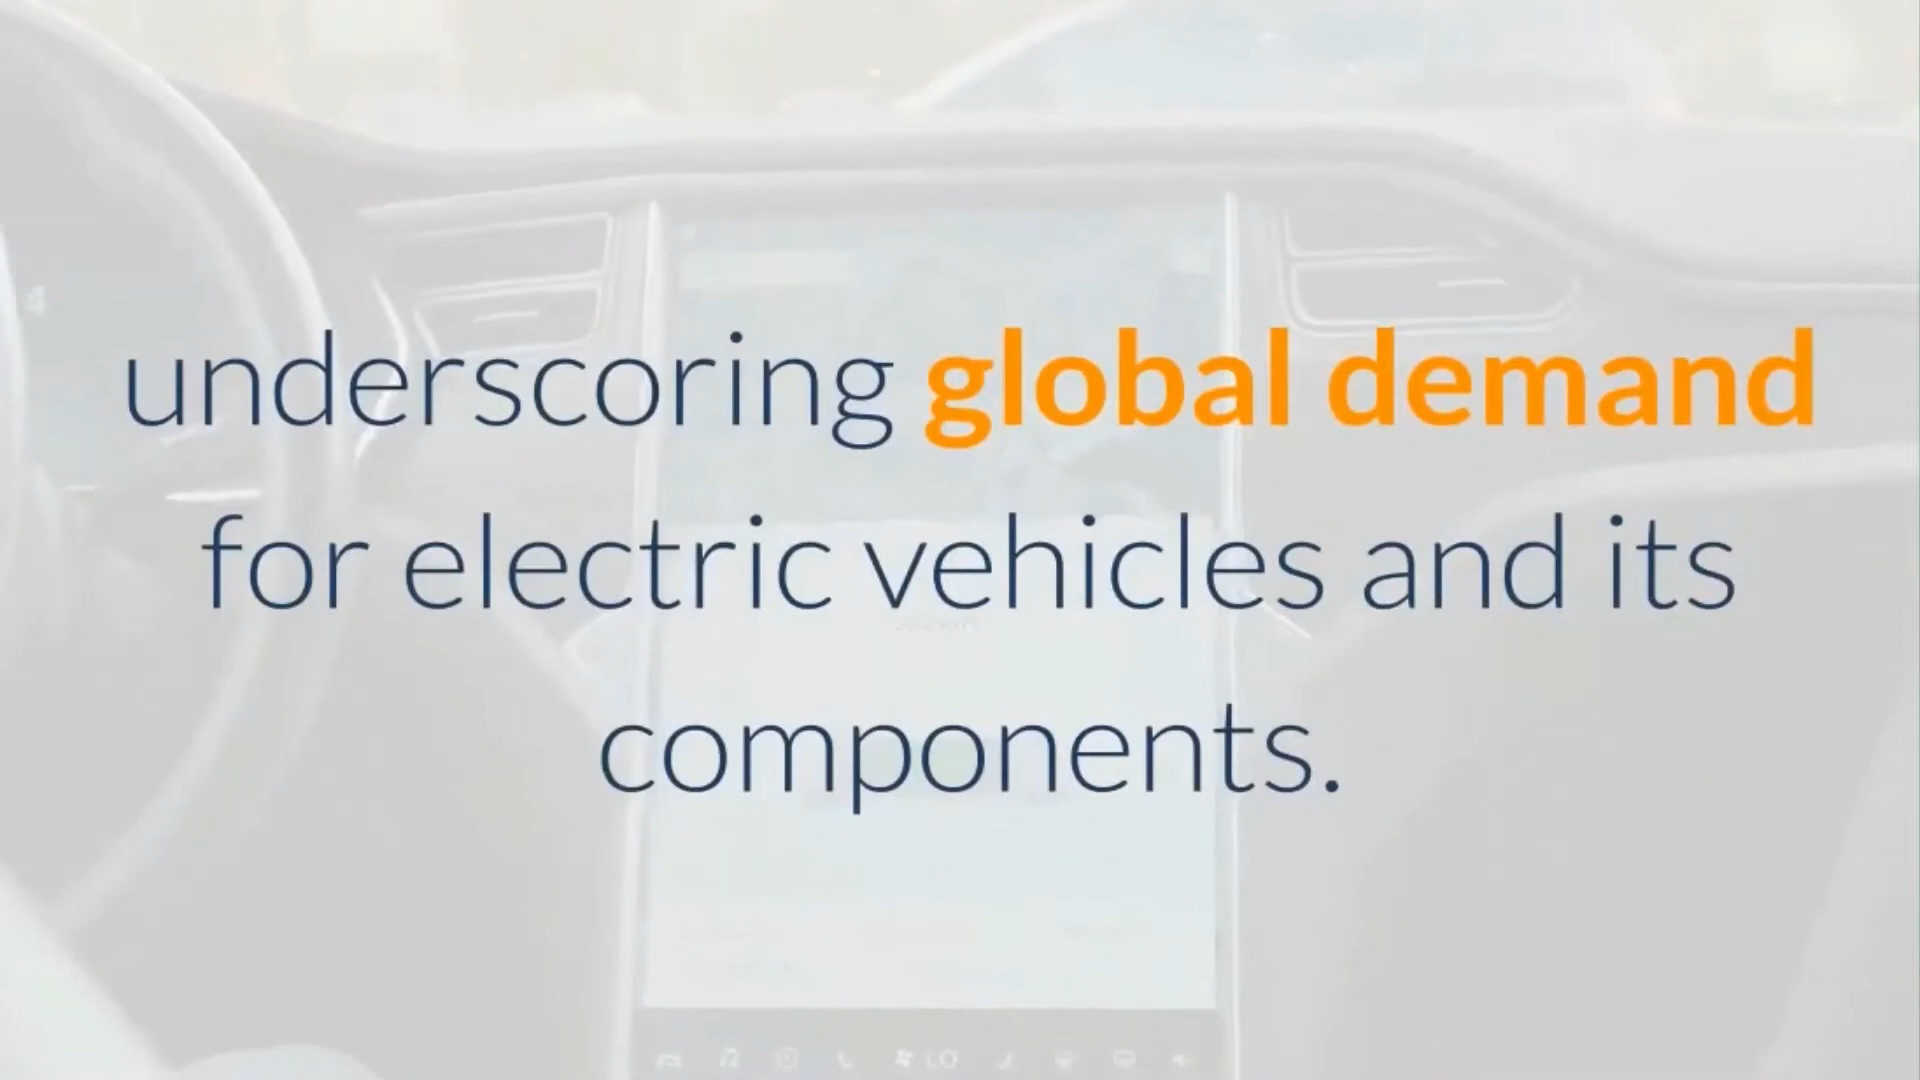 underscoring global demand
for electric vehicles and its
components.